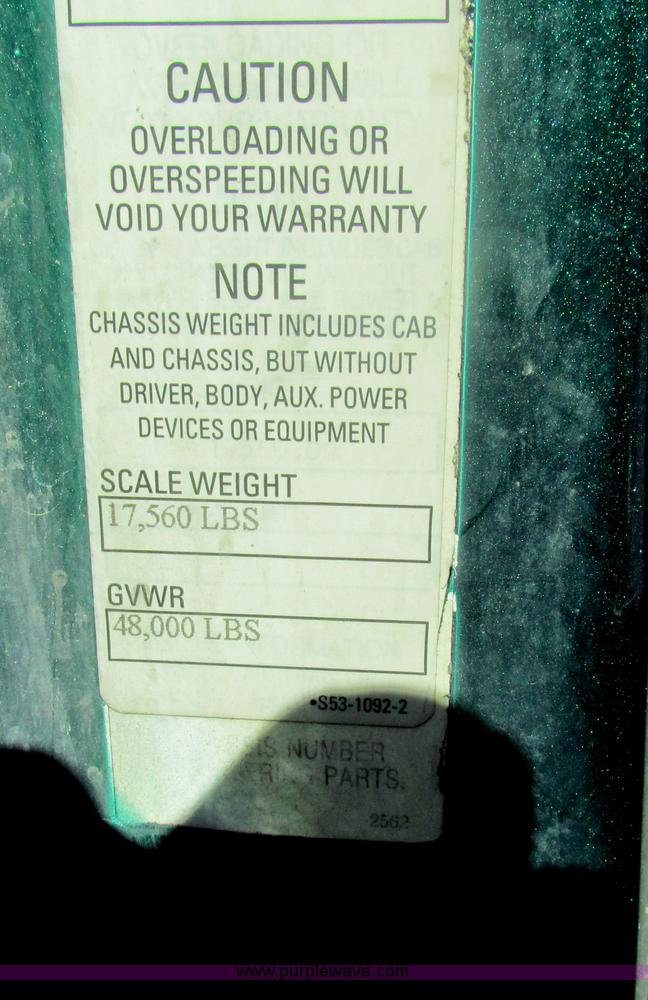 CAUTION
OVERLOADING OR
OVERSPEEDING WILL
VOID YOUR WARRANTY
NOTE
CHASSIS WEIGHT INCLUDES CAB
AND CHASSIS, BUT WITHOUT
DRIVER, BODY, AUX. POWER
DEVICES OR EQUIPMENT
SCALE WEIGHT
17,560 LBS
GVWR
48,000 LBS
•S53-1092-2
NUMBER
PARTS.
2562
www.purplewave.com